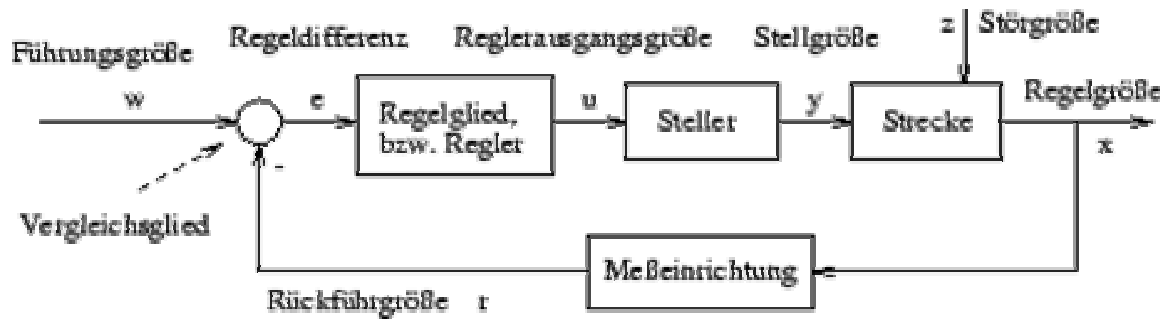 Führungsgröße
Regeldifferenz
Reglerausgangsgröße
Stellgröße
z
Störgröße
Regelgröße
w
e
Regelglied,
bzw. Regler
u
Steller
y
Strecke
x
-
Vergleichsglied
Meßeinrichtung
Rückführgröße r